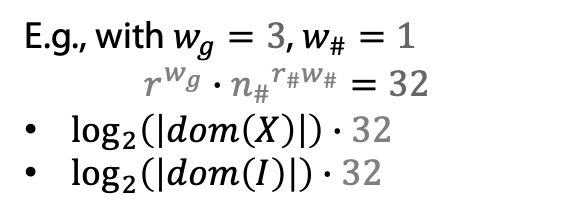 E.g., with w_g = 3, w_# = 1
r^{w_g} · n_#^{r_# w_#} = 32
• log₂(|dom(X)|) · 32
• log₂(|dom(I)|) · 32